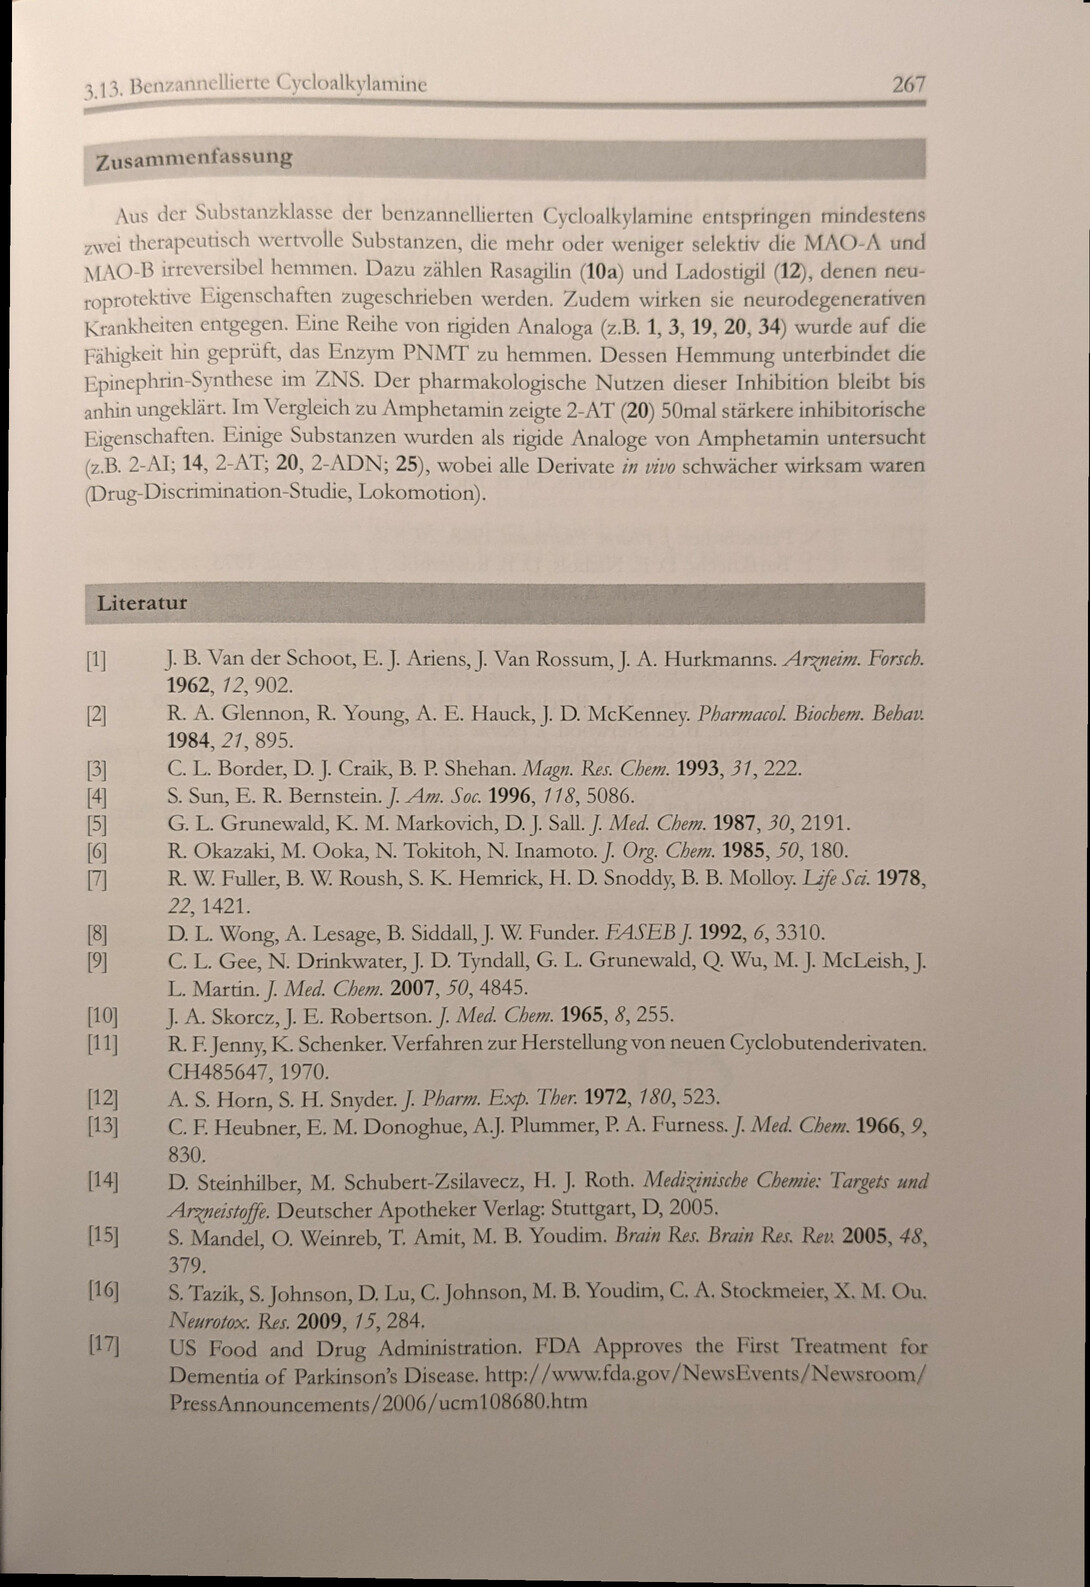 3.13. Benzannellierte Cycloalkylamine 267
Zusammenfassung
Aus der Substanzklasse der benzannellierten Cycloalkylamine entspringen mindestens
zwei therapeutisch wertvolle Substanzen, die mehr oder weniger selektiv die MAO-A und
MAO-B irreversibel hemmen. Dazu zählen Rasagilin (10a) und Ladostigil (12), denen neu-
roprotektive Eigenschaften zugeschrieben werden. Zudem wirken sie neurodegenerativen
Krankheiten entgegen. Eine Reihe von rigiden Analoga (z.B. 1, 3, 19, 20, 34) wurde auf die
Fähigkeit hin geprüft, das Enzym PNMT zu hemmen. Dessen Hemmung unterbindet die
Epinephrin-Synthese im ZNS. Der pharmakologische Nutzen dieser Inhibition bleibt bis
anhin ungeklärt. Im Vergleich zu Amphetamin zeigte 2-AT (20) 50mal stärkere inhibitorische
Eigenschaften. Einige Substanzen wurden als rigide Analoge von Amphetamin untersucht
(z.B. 2-AI; 14, 2-AT; 20, 2-ADN; 25), wobei alle Derivate in vivo schwächer wirksam waren
(Drug-Discrimination-Studie, Lokomotion).
Literatur
[1] J. B. Van der Schoot, E. J. Ariens, J. Van Rossum, J. A. Hurkmanns. Arzneim. Forsch.
1962, 12, 902.
[2] R. A. Glennon, R. Young, A. E. Hauck, J. D. McKenney. Pharmacol. Biochem. Behav.
1984, 21, 895.
[3] C. L. Border, D. J. Craik, B. P. Shehan. Magn. Res. Chem. 1993, 31, 222.
[4] S. Sun, E. R. Bernstein. J. Am. Soc. 1996, 118, 5086.
[5] G. L. Grunewald, K. M. Markovich, D. J. Sall. J. Med. Chem. 1987, 30, 2191.
[6] R. Okazaki, M. Ooka, N. Tokitoh, N. Inamoto. J. Org. Chem. 1985, 50, 180.
[7] R. W. Fuller, B. W. Roush, S. K. Hemrick, H. D. Snoddy, B. B. Molloy. Life Sci. 1978,
22, 1421.
[8] D. L. Wong, A. Lesage, B. Siddall, J. W. Funder. FASEB J. 1992, 6, 3310.
[9] C. L. Gee, N. Drinkwater, J. D. Tyndall, G. L. Grunewald, Q. Wu, M. J. McLeish, J.
L. Martin. J. Med. Chem. 2007, 50, 4845.
[10] J. A. Skorcz, J. E. Robertson. J. Med. Chem. 1965, 8, 255.
[11] R. F. Jenny, K. Schenker. Verfahren zur Herstellung von neuen Cyclobutenderivaten.
CH485647, 1970.
[12] A. S. Horn, S. H. Snyder. J. Pharm. Exp. Ther. 1972, 180, 523.
[13] C. F. Heubner, E. M. Donoghue, A.J. Plummer, P. A. Furness. J. Med. Chem. 1966, 9,
830.
[14] D. Steinhilber, M. Schubert-Zsilavecz, H. J. Roth. Medizinische Chemie: Targets und
Arzneistoffe. Deutscher Apotheker Verlag: Stuttgart, D, 2005.
[15] S. Mandel, O. Weinreb, T. Amit, M. B. Youdim. Brain Res. Brain Res. Rev. 2005, 48,
379.
[16] S. Tazik, S. Johnson, D. Lu, C. Johnson, M. B. Youdim, C. A. Stockmeier, X. M. Ou.
Neurotox. Res. 2009, 15, 284.
[17] US Food and Drug Administration. FDA Approves the First Treatment for
Dementia of Parkinson's Disease. http://www.fda.gov/NewsEvents/Newsroom/
PressAnnouncements/2006/ucm108680.htm